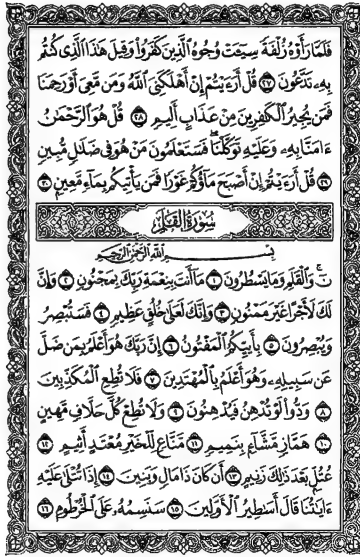 فَلَمَّا رَأَوْهُ زُلْفَةً سِيٓـَٔتْ وُجُوهُ ٱلَّذِينَ كَفَرُوا۟ وَقِيلَ هَٰذَا ٱلَّذِى كُنتُم
بِهِۦ تَدَّعُونَ ٢٧ قُلْ أَرَءَيْتُمْ إِنْ أَهْلَكَنِىَ ٱللَّهُ وَمَن مَّعِىَ أَوْ رَحِمَنَا
فَمَن يُجِيرُ ٱلْكَٰفِرِينَ مِنْ عَذَابٍ أَلِيمٍ ٢٨ قُلْ هُوَ ٱلرَّحْمَٰنُ
ءَامَنَّا بِهِۦ وَعَلَيْهِ تَوَكَّلْنَا ۖ فَسَتَعْلَمُونَ مَنْ هُوَ فِى ضَلَٰلٍ مُّبِينٍ
٢٩ قُلْ أَرَءَيْتُمْ إِنْ أَصْبَحَ مَآؤُكُمْ غَوْرًا فَمَن يَأْتِيكُم بِمَآءٍ مَّعِينٍۭ ٣٠
سُورَةُ القَلَمِ
بِسْمِ ٱللَّهِ ٱلرَّحْمَٰنِ ٱلرَّحِيمِ
نٓ ۚ وَٱلْقَلَمِ وَمَا يَسْطُرُونَ ١ مَآ أَنتَ بِنِعْمَةِ رَبِّكَ بِمَجْنُونٍ ٢ وَإِنَّ
لَكَ لَأَجْرًا غَيْرَ مَمْنُونٍ ٣ وَإِنَّكَ لَعَلَىٰ خُلُقٍ عَظِيمٍ ٤ فَسَتُبْصِرُ
وَيُبْصِرُونَ ٥ بِأَييِّكُمُ ٱلْمَفْتُونُ ٦ إِنَّ رَبَّكَ هُوَ أَعْلَمُ بِمَن ضَلَّ
عَن سَبِيلِهِۦ وَهُوَ أَعْلَمُ بِٱلْمُهْتَدِينَ ٧ فَلَا تُطِعِ ٱلْمُكَذِّبِينَ
٨ وَدُّوا۟ لَوْ تُدْهِنُ فَيُدْهِنُونَ ٩ وَلَا تُطِعْ كُلَّ حَلَّافٍ مَّهِينٍ
١٠ هَمَّازٍ مَّشَّآءٍۭ بِنَمِيمٍ ١١ مَّنَّاعٍ لِّلْخَيْرِ مُعْتَدٍ أَثِيمٍ ١٢
عُتُلٍّۭ بَعْدَ ذَٰلِكَ زَنِيمٍ ١٣ أَن كَانَ ذَا مَالٍ وَبَنِينَ ١٤ إِذَا تُتْلَىٰ عَلَيْهِ
ءَايَٰتُنَا قَالَ أَسَٰطِيرُ ٱلْأَوَّلِينَ ١٥ سَنَسِمُهُۥ عَلَى ٱلْخُرْطُومِ ١٦